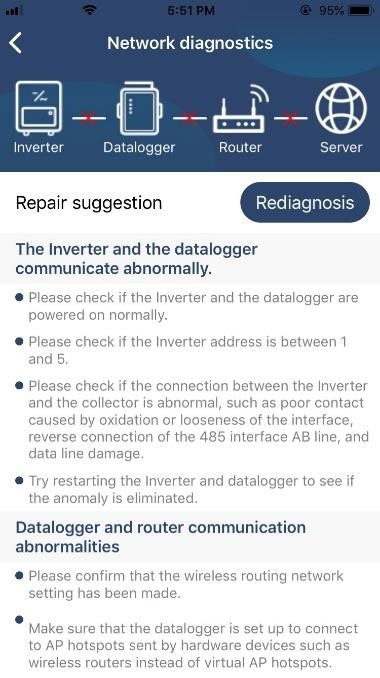 5:51 PM
95%
Network diagnostics
Inverter Datalogger Router Server
Repair suggestion
Rediagnosis
The Inverter and the datalogger
communicate abnormally.
Please check if the Inverter and the datalogger are
powered on normally.
Please check if the Inverter address is between 1
and 5.
Please check if the connection between the Inverter
and the collector is abnormal, such as poor contact
caused by oxidation or looseness of the interface,
reverse connection of the 485 interface AB line, and
data line damage.
Try restarting the Inverter and datalogger to see if
the anomaly is eliminated.
Datalogger and router communication
abnormalities
Please confirm that the wireless routing network
setting has been made.
Make sure that the datalogger is set up to connect
to AP hotspots sent by hardware devices such as
wireless routers instead of virtual AP hotspots.